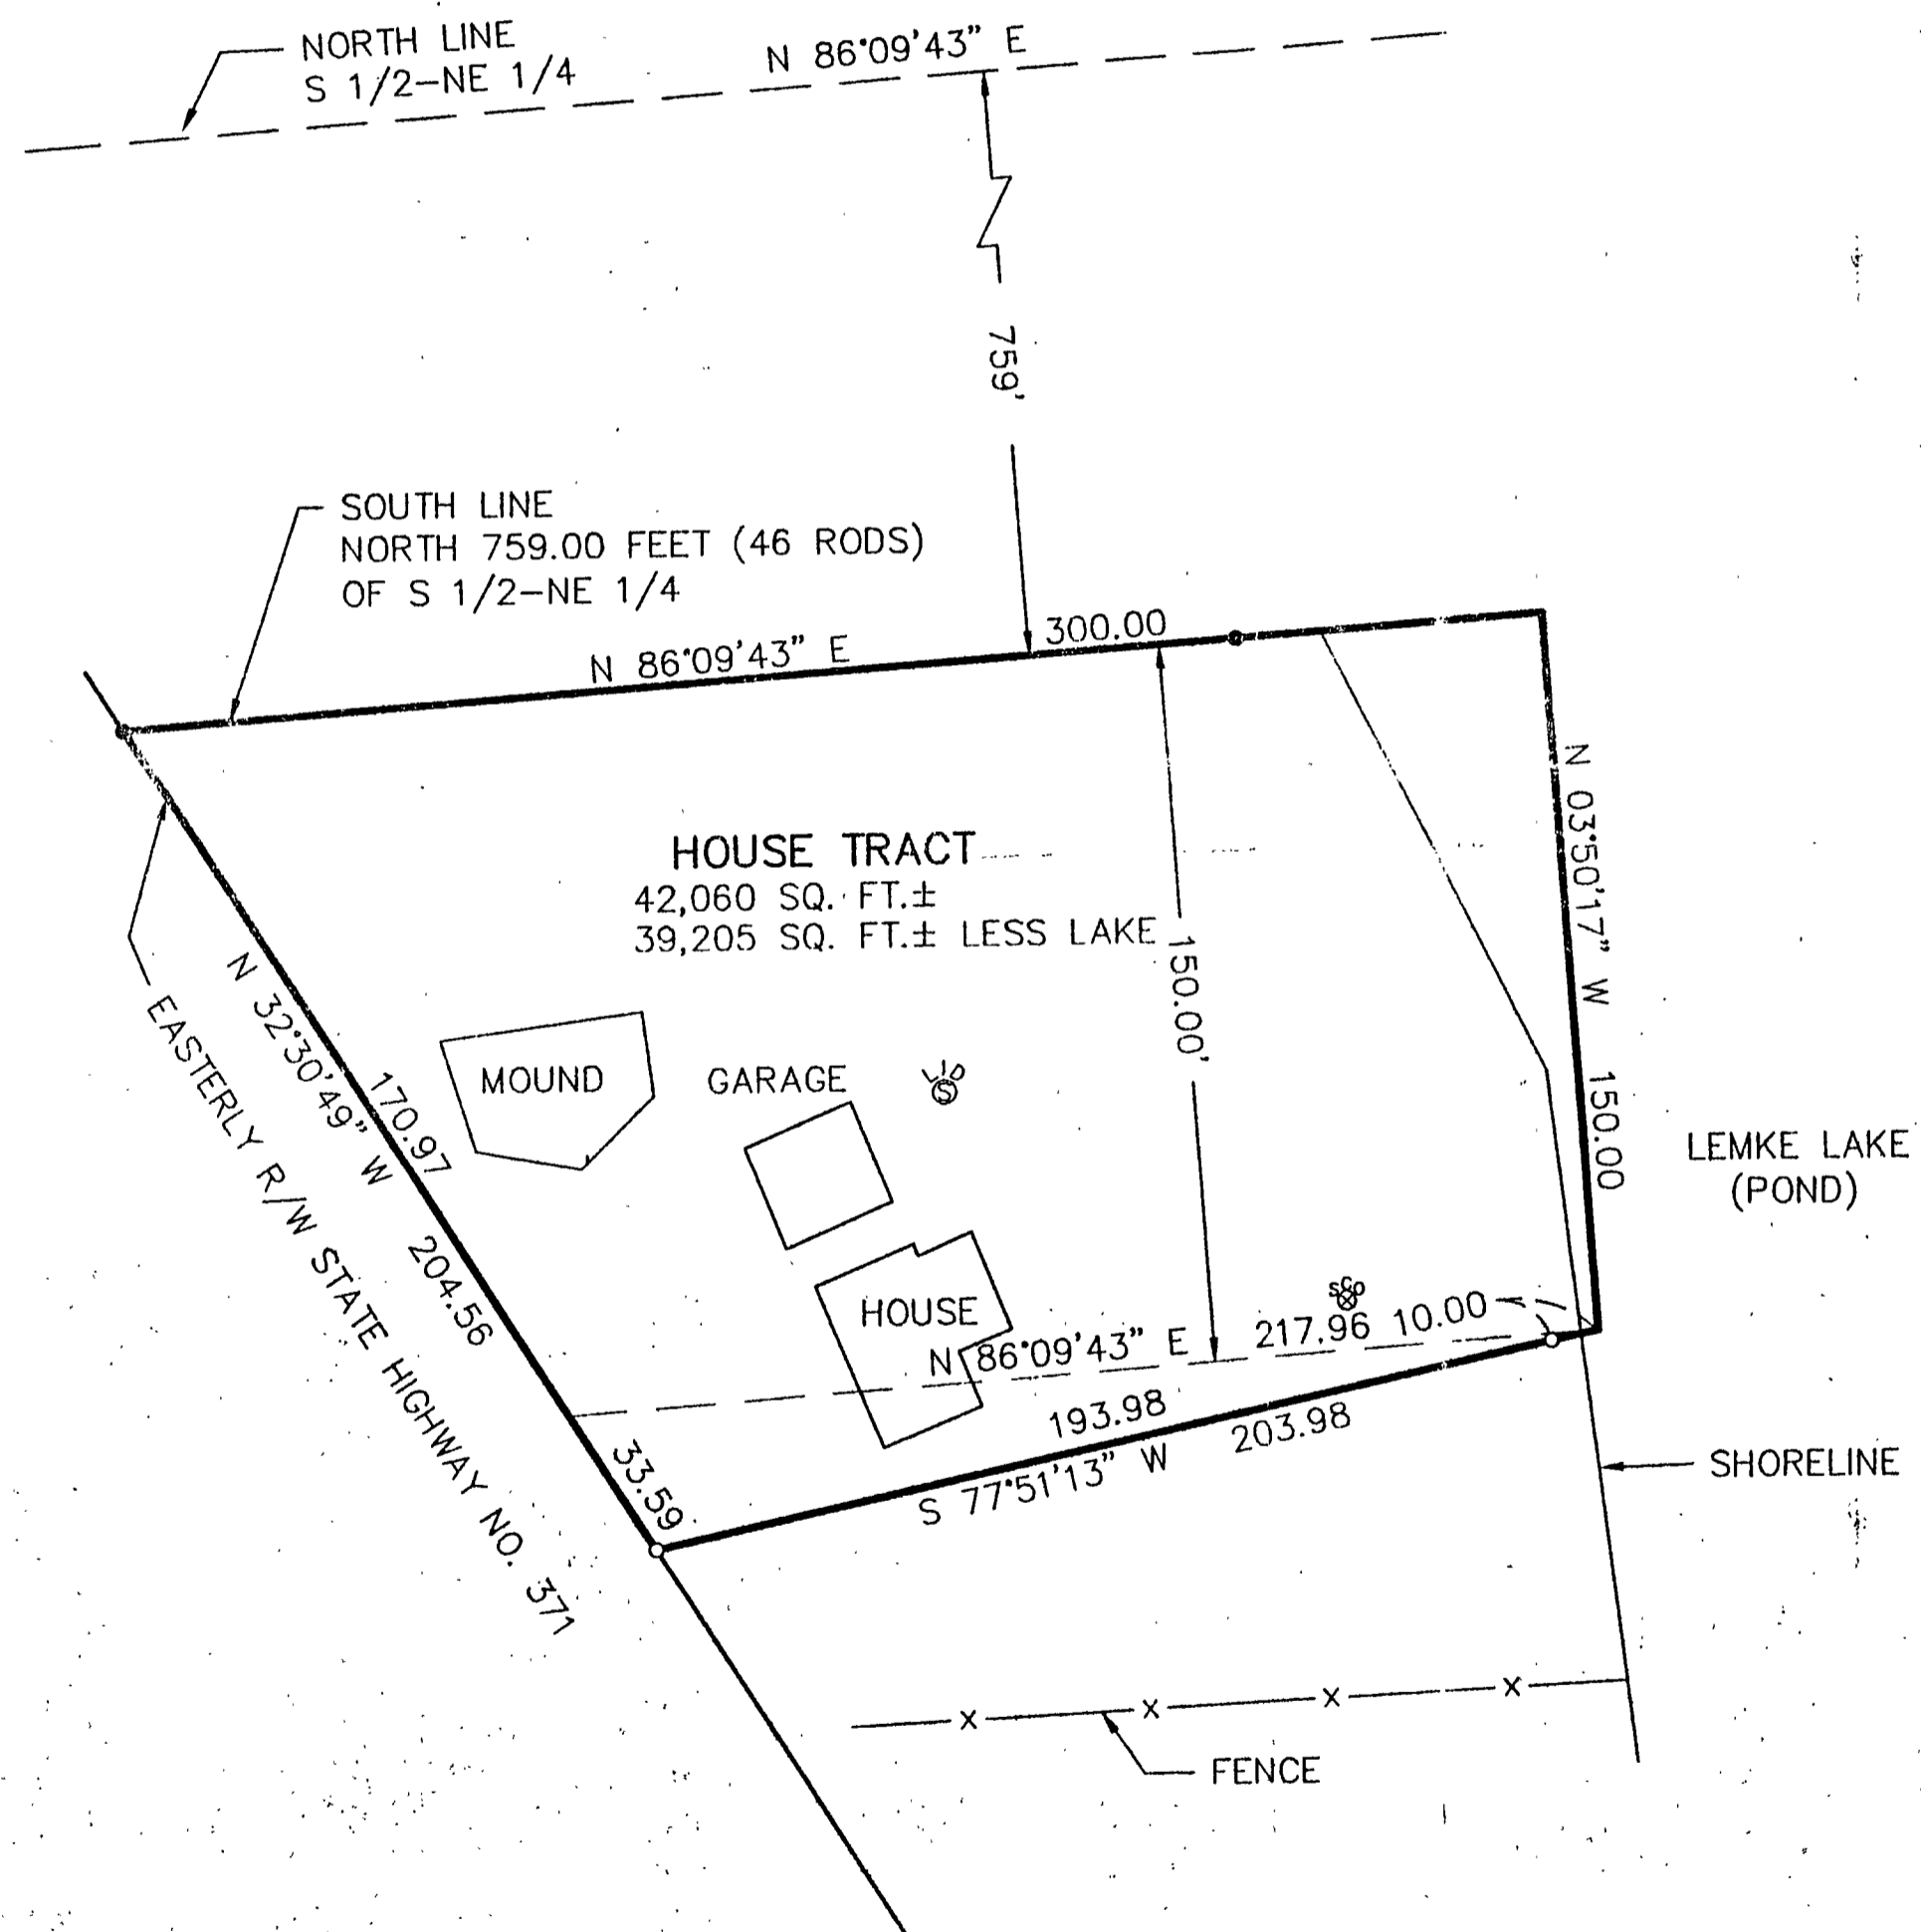 NORTH LINE
S 1/2-NE 1/4
N 86°09'43" E
759'
SOUTH LINE
NORTH 759.00 FEET (46 RODS)
OF S 1/2-NE 1/4
N 86°09'43" E
300.00
N 03°50'17" W 150.00
HOUSE TRACT
42,060 SQ. FT.±
39,205 SQ. FT.± LESS LAKE
150.00'
N 32°30'49" W 204.56
170.97
33.59
EASTERLY R/W STATE HIGHWAY NO. 371
MOUND
GARAGE
LID
S
LEMKE LAKE
(POND)
HOUSE
SCO
N 86°09'43" E
217.96
10.00
193.98
S 77°51'13" W 203.98
SHORELINE
X X X X
FENCE